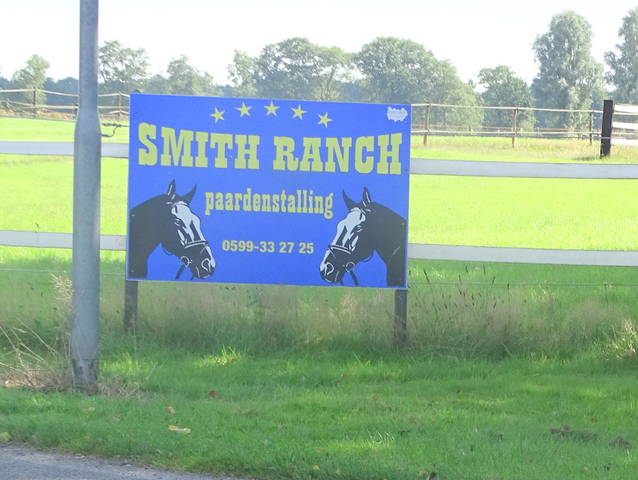 SMITH RANCH
paardenstalling
0599-33 27 25